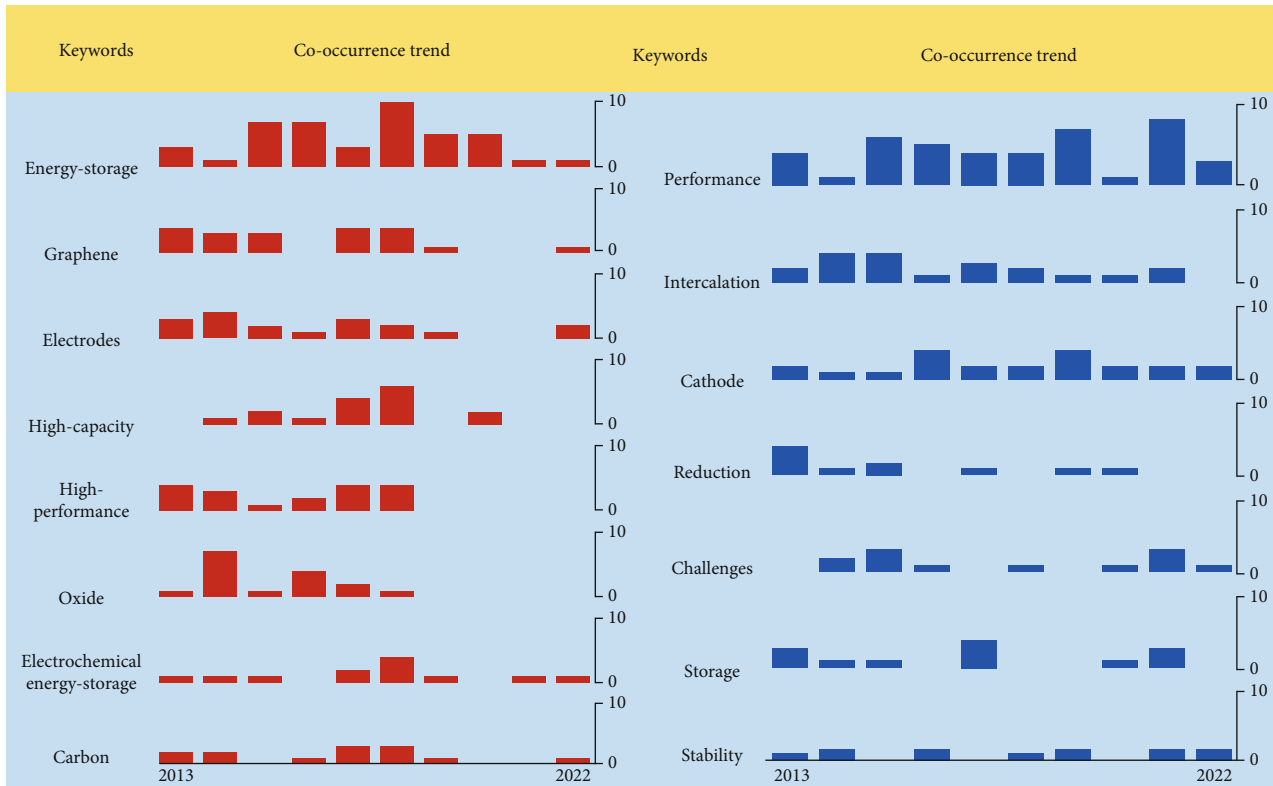 Keywords
Co-occurrence trend
Keywords
Co-occurrence trend
10
0
Energy-storage
10
0
Graphene
10
0
Electrodes
10
0
High-capacity
10
0
High-
performance
10
0
Oxide
10
0
Electrochemical
energy-storage
10
0
Carbon
2013
2022
10
0
Performance
10
0
Intercalation
10
0
Cathode
10
0
Reduction
10
0
Challenges
10
0
Storage
10
0
Stability
2013
2022